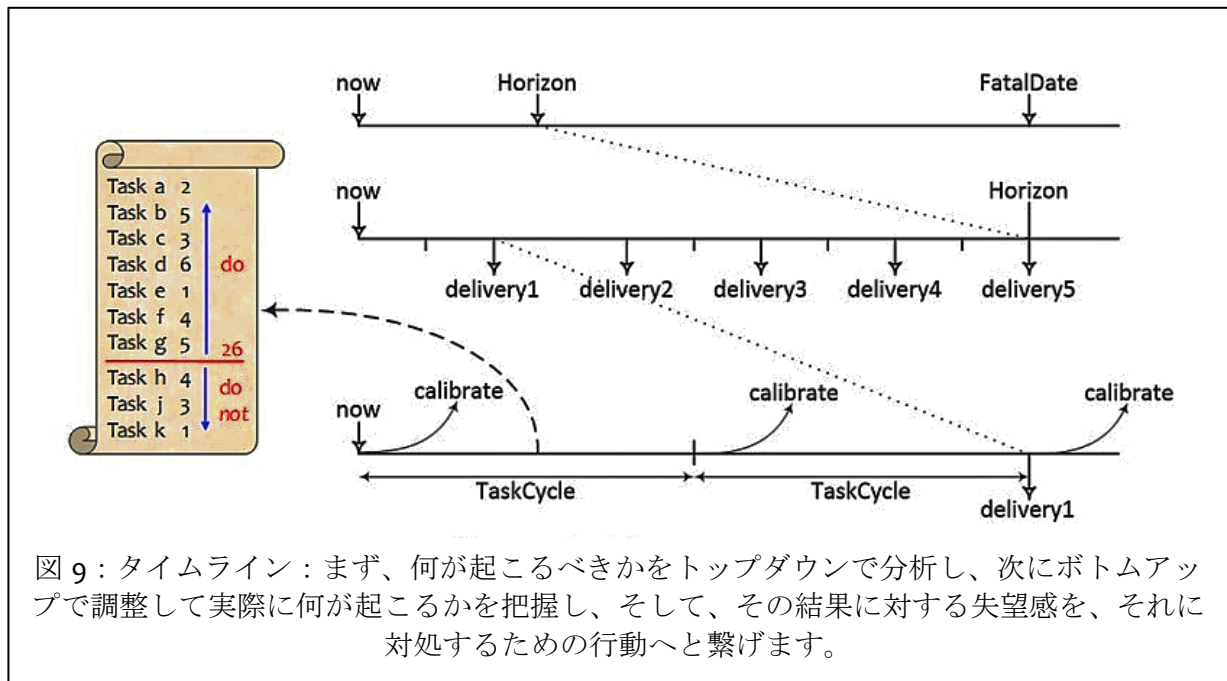 now
Horizon
FatalDate
now
Horizon
delivery1
delivery2
delivery3
delivery4
delivery5
Task a 2
Task b 5
Task c 3
Task d 6
do
Task e 1
Task f 4
Task g 5
26
Task h 4
do
Task j 3
not
Task k 1
now
calibrate
calibrate
calibrate
TaskCycle
TaskCycle
delivery1
図 9：タイムライン：まず、何が起こるべきかをトップダウンで分析し、次にボトムアッ
プで調整して実際に何が起こるかを把握し、そして、その結果に対する失望感を、それに
対処するための行動へと繋げます。